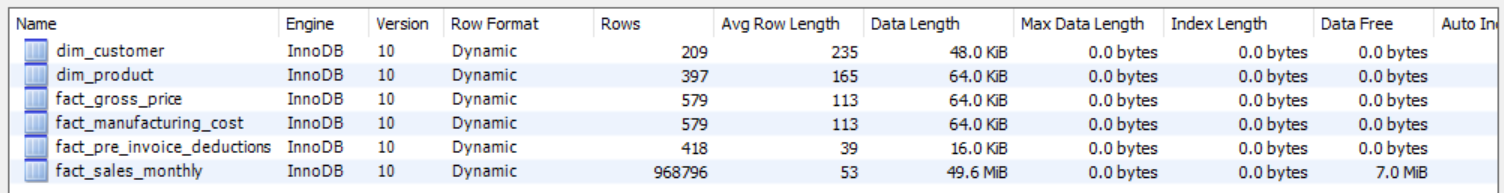 Name Engine Version Row Format Rows Avg Row Length Data Length Max Data Length Index Length Data Free Auto In
dim_customer InnoDB 10 Dynamic 209 235 48.0 KiB 0.0 bytes 0.0 bytes 0.0 bytes
dim_product InnoDB 10 Dynamic 397 165 64.0 KiB 0.0 bytes 0.0 bytes 0.0 bytes
fact_gross_price InnoDB 10 Dynamic 579 113 64.0 KiB 0.0 bytes 0.0 bytes 0.0 bytes
fact_manufacturing_cost InnoDB 10 Dynamic 579 113 64.0 KiB 0.0 bytes 0.0 bytes 0.0 bytes
fact_pre_invoice_deductions InnoDB 10 Dynamic 418 39 16.0 KiB 0.0 bytes 0.0 bytes 0.0 bytes
fact_sales_monthly InnoDB 10 Dynamic 968796 53 49.6 MiB 0.0 bytes 0.0 bytes 7.0 MiB